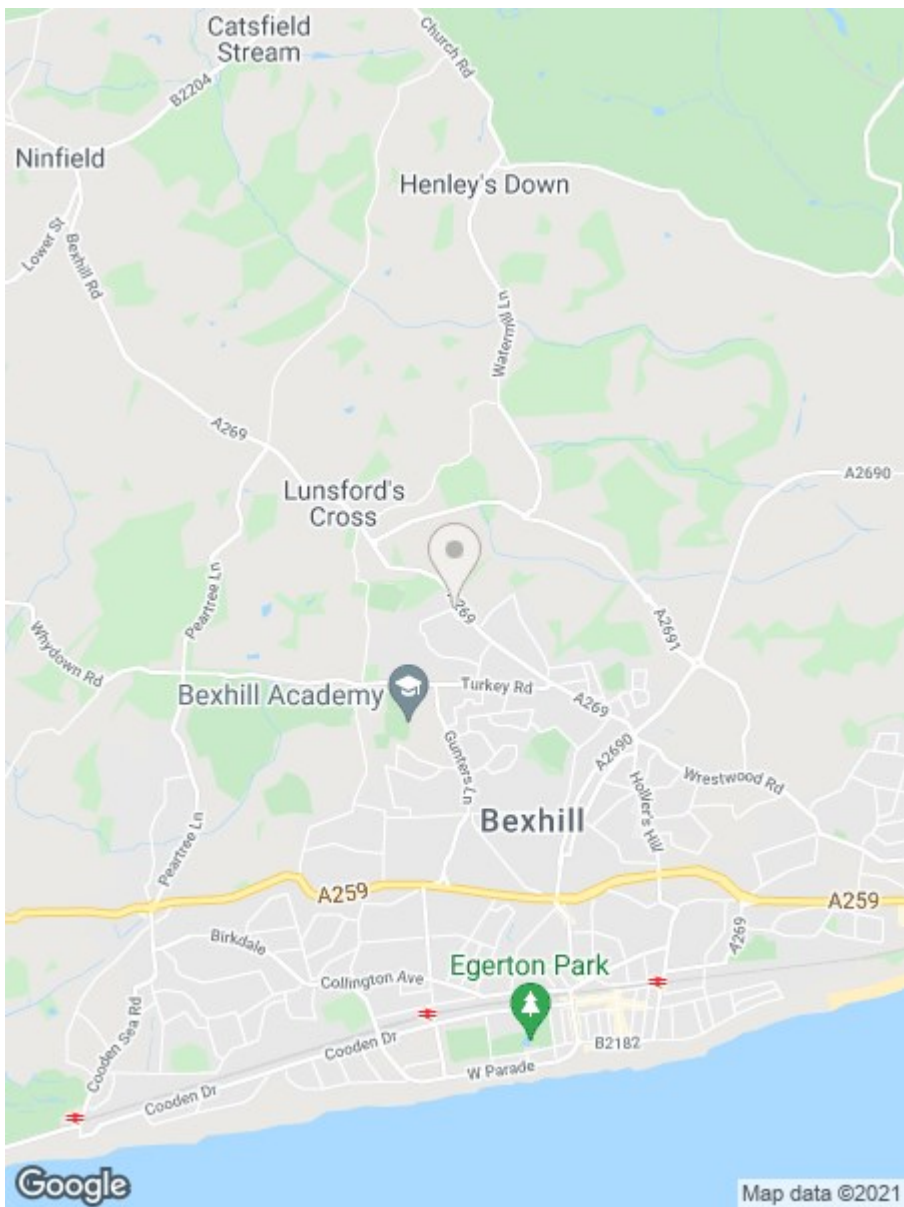 Catsfield
Stream
Church Rd
B2204
Ninfield
Henley's Down
Lower St
Bexhill Rd
Watermill Ln
A269
A2690
Lunsford's
Cross
Peartree Ln
A269
A2691
Whydown Rd
Bexhill Academy
Turkey Rd
A269
Gunters Ln
A2690
Wrestwood Rd
Holliers Hill
Bexhill
Peartree Ln
A259
A259
A269
Birkdale
Egerton Park
Collington Ave
Cooden Sea Rd
Cooden Dr
B2182
W Parade
Cooden Dr
Google
Map data ©2021